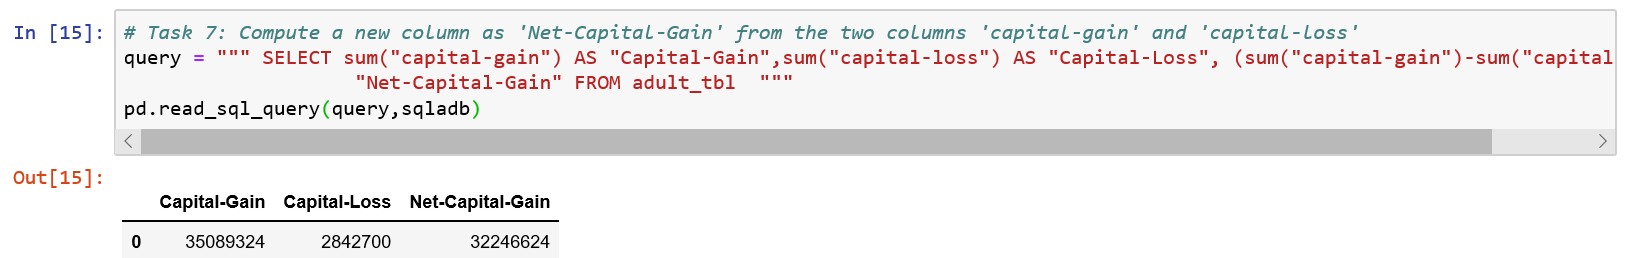 In [15]: # Task 7: Compute a new column as 'Net-Capital-Gain' from the two columns 'capital-gain' and 'capital-loss'
query = """ SELECT sum("capital-gain") AS "Capital-Gain",sum("capital-loss") AS "Capital-Loss", (sum("capital-gain")-sum("capital
"Net-Capital-Gain" FROM adult_tbl """
pd.read_sql_query(query,sqladb)
Out[15]:
Capital-Gain Capital-Loss Net-Capital-Gain
0 35089324 2842700 32246624